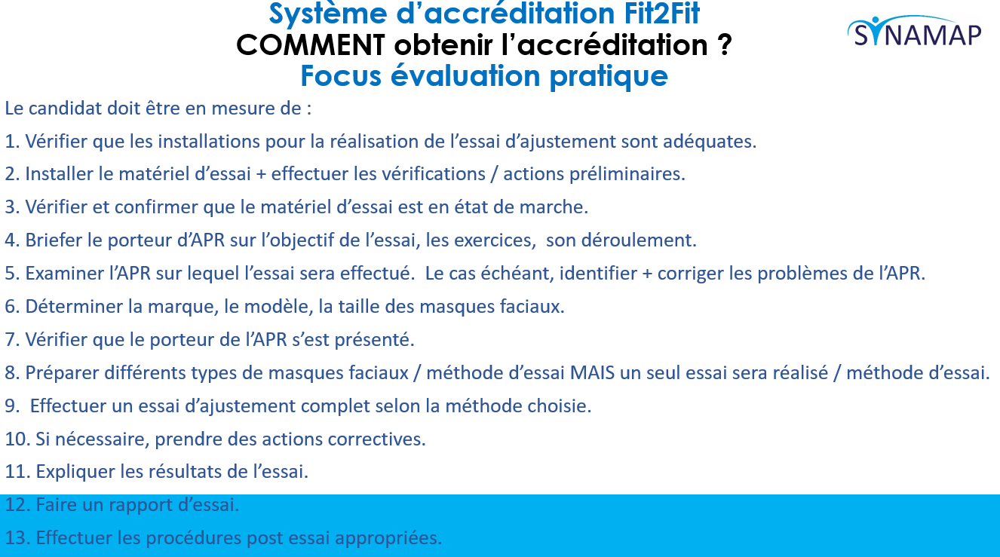 Système d’accréditation Fit2Fit
COMMENT obtenir l’accréditation ?
Focus évaluation pratique
SYNAMAP
Le candidat doit être en mesure de :
1. Vérifier que les installations pour la réalisation de l’essai d’ajustement sont adéquates.
2. Installer le matériel d’essai + effectuer les vérifications / actions préliminaires.
3. Vérifier et confirmer que le matériel d’essai est en état de marche.
4. Briefer le porteur d’APR sur l’objectif de l’essai, les exercices,  son déroulement.
5. Examiner l’APR sur lequel l’essai sera effectué.  Le cas échéant, identifier + corriger les problèmes de l’APR.
6. Déterminer la marque, le modèle, la taille des masques faciaux.
7. Vérifier que le porteur de l’APR s’est présenté.
8. Préparer différents types de masques faciaux / méthode d’essai MAIS un seul essai sera réalisé / méthode d’essai.
9.  Effectuer un essai d’ajustement complet selon la méthode choisie.
10. Si nécessaire, prendre des actions correctives.
11. Expliquer les résultats de l’essai.
12. Faire un rapport d’essai.
13. Effectuer les procédures post essai appropriées.